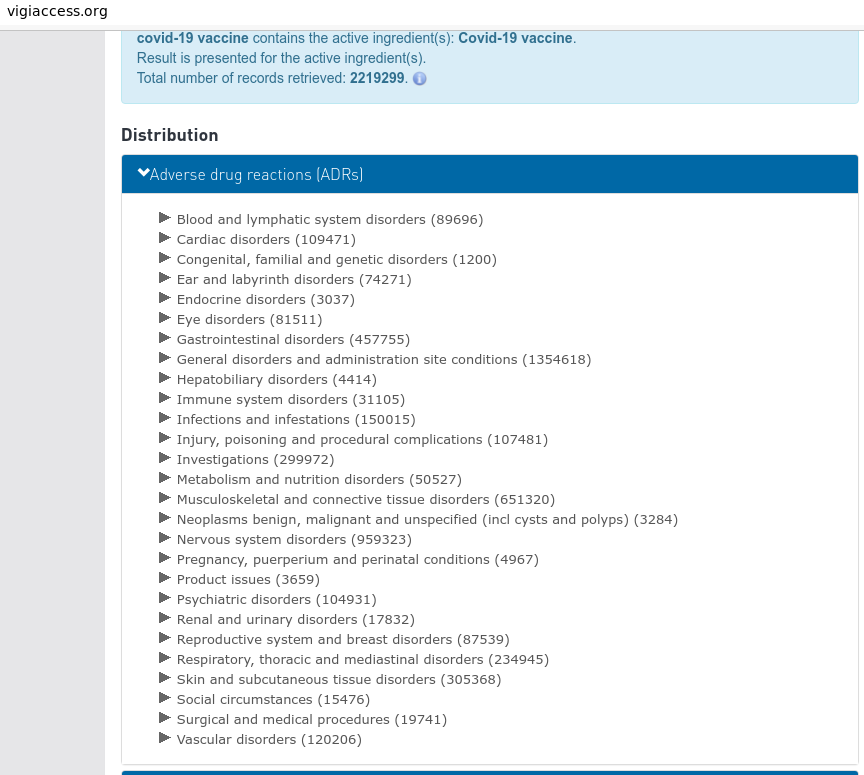 vigiaccess.org
covid-19 vaccine contains the active ingredient(s): Covid-19 vaccine.
Result is presented for the active ingredient(s).
Total number of records retrieved: 2219299. i
Distribution
Adverse drug reactions (ADRs)
Blood and lymphatic system disorders (89696)
Cardiac disorders (109471)
Congenital, familial and genetic disorders (1200)
Ear and labyrinth disorders (74271)
Endocrine disorders (3037)
Eye disorders (81511)
Gastrointestinal disorders (457755)
General disorders and administration site conditions (1354618)
Hepatobiliary disorders (4414)
Immune system disorders (31105)
Infections and infestations (150015)
Injury, poisoning and procedural complications (107481)
Investigations (299972)
Metabolism and nutrition disorders (50527)
Musculoskeletal and connective tissue disorders (651320)
Neoplasms benign, malignant and unspecified (incl cysts and polyps) (3284)
Nervous system disorders (959323)
Pregnancy, puerperium and perinatal conditions (4967)
Product issues (3659)
Psychiatric disorders (104931)
Renal and urinary disorders (17832)
Reproductive system and breast disorders (87539)
Respiratory, thoracic and mediastinal disorders (234945)
Skin and subcutaneous tissue disorders (305368)
Social circumstances (15476)
Surgical and medical procedures (19741)
Vascular disorders (120206)